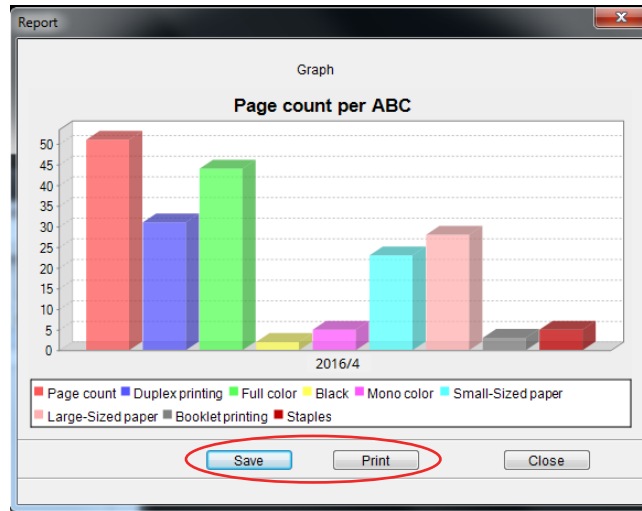 Report
Graph
Page count per ABC
50
45
40
35
30
25
20
15
10
5
0
2016/4
Page count Duplex printing Full color Black Mono color Small-Sized paper
Large-Sized paper Booklet printing Staples
Save Print Close